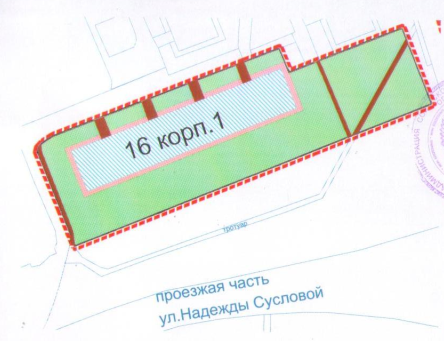 16 корп.1
тротуар
проезжая часть
ул.Надежды Сусловой